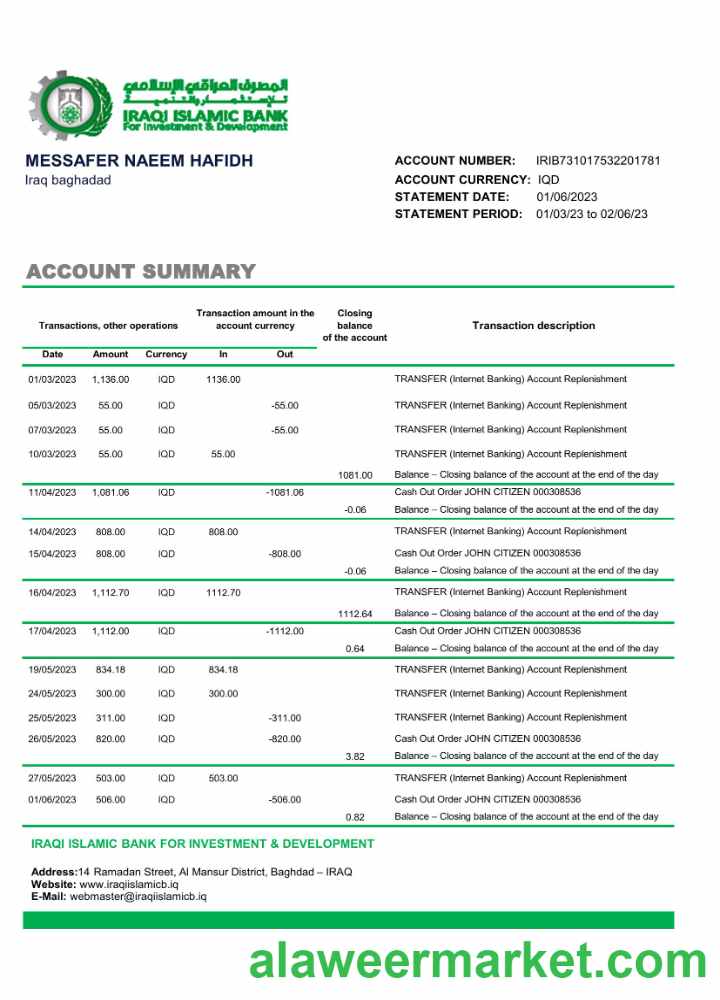 المصرف العراقي الإسلامي
للإستثمار والتنمية
IRAQI ISLAMIC BANK
For Investment & Development
MESSAFER NAEEM HAFIDH
Iraq baghadad
ACCOUNT NUMBER: IRIB731017532201781
ACCOUNT CURRENCY: IQD
STATEMENT DATE: 01/06/2023
STATEMENT PERIOD: 01/03/23 to 02/06/23
ACCOUNT SUMMARY
Transactions, other operations
Transaction amount in the
account currency
Closing
balance
of the account
Transaction description
Date Amount Currency In Out
01/03/2023 1,136.00 IQD 1136.00 TRANSFER (Internet Banking) Account Replenishment
05/03/2023 55.00 IQD -55.00 TRANSFER (Internet Banking) Account Replenishment
07/03/2023 55.00 IQD -55.00 TRANSFER (Internet Banking) Account Replenishment
10/03/2023 55.00 IQD 55.00 TRANSFER (Internet Banking) Account Replenishment
1081.00 Balance – Closing balance of the account at the end of the day
11/04/2023 1,081.06 IQD -1081.06 Cash Out Order JOHN CITIZEN 000308536
-0.06 Balance – Closing balance of the account at the end of the day
14/04/2023 808.00 IQD 808.00 TRANSFER (Internet Banking) Account Replenishment
15/04/2023 808.00 IQD -808.00 Cash Out Order JOHN CITIZEN 000308536
-0.06 Balance – Closing balance of the account at the end of the day
16/04/2023 1,112.70 IQD 1112.70 TRANSFER (Internet Banking) Account Replenishment
1112.64 Balance – Closing balance of the account at the end of the day
17/04/2023 1,112.00 IQD -1112.00 Cash Out Order JOHN CITIZEN 000308536
0.64 Balance – Closing balance of the account at the end of the day
19/05/2023 834.18 IQD 834.18 TRANSFER (Internet Banking) Account Replenishment
24/05/2023 300.00 IQD 300.00 TRANSFER (Internet Banking) Account Replenishment
25/05/2023 311.00 IQD -311.00 TRANSFER (Internet Banking) Account Replenishment
26/05/2023 820.00 IQD -820.00 Cash Out Order JOHN CITIZEN 000308536
3.82 Balance – Closing balance of the account at the end of the day
27/05/2023 503.00 IQD 503.00 TRANSFER (Internet Banking) Account Replenishment
01/06/2023 506.00 IQD -506.00 Cash Out Order JOHN CITIZEN 000308536
0.82 Balance – Closing balance of the account at the end of the day
IRAQI ISLAMIC BANK FOR INVESTMENT & DEVELOPMENT
Address:14 Ramadan Street, Al Mansur District, Baghdad – IRAQ
Website: www.iraqiislamicb.iq
E-Mail: webmaster@iraqiislamicb.iq
alaweermarket.com